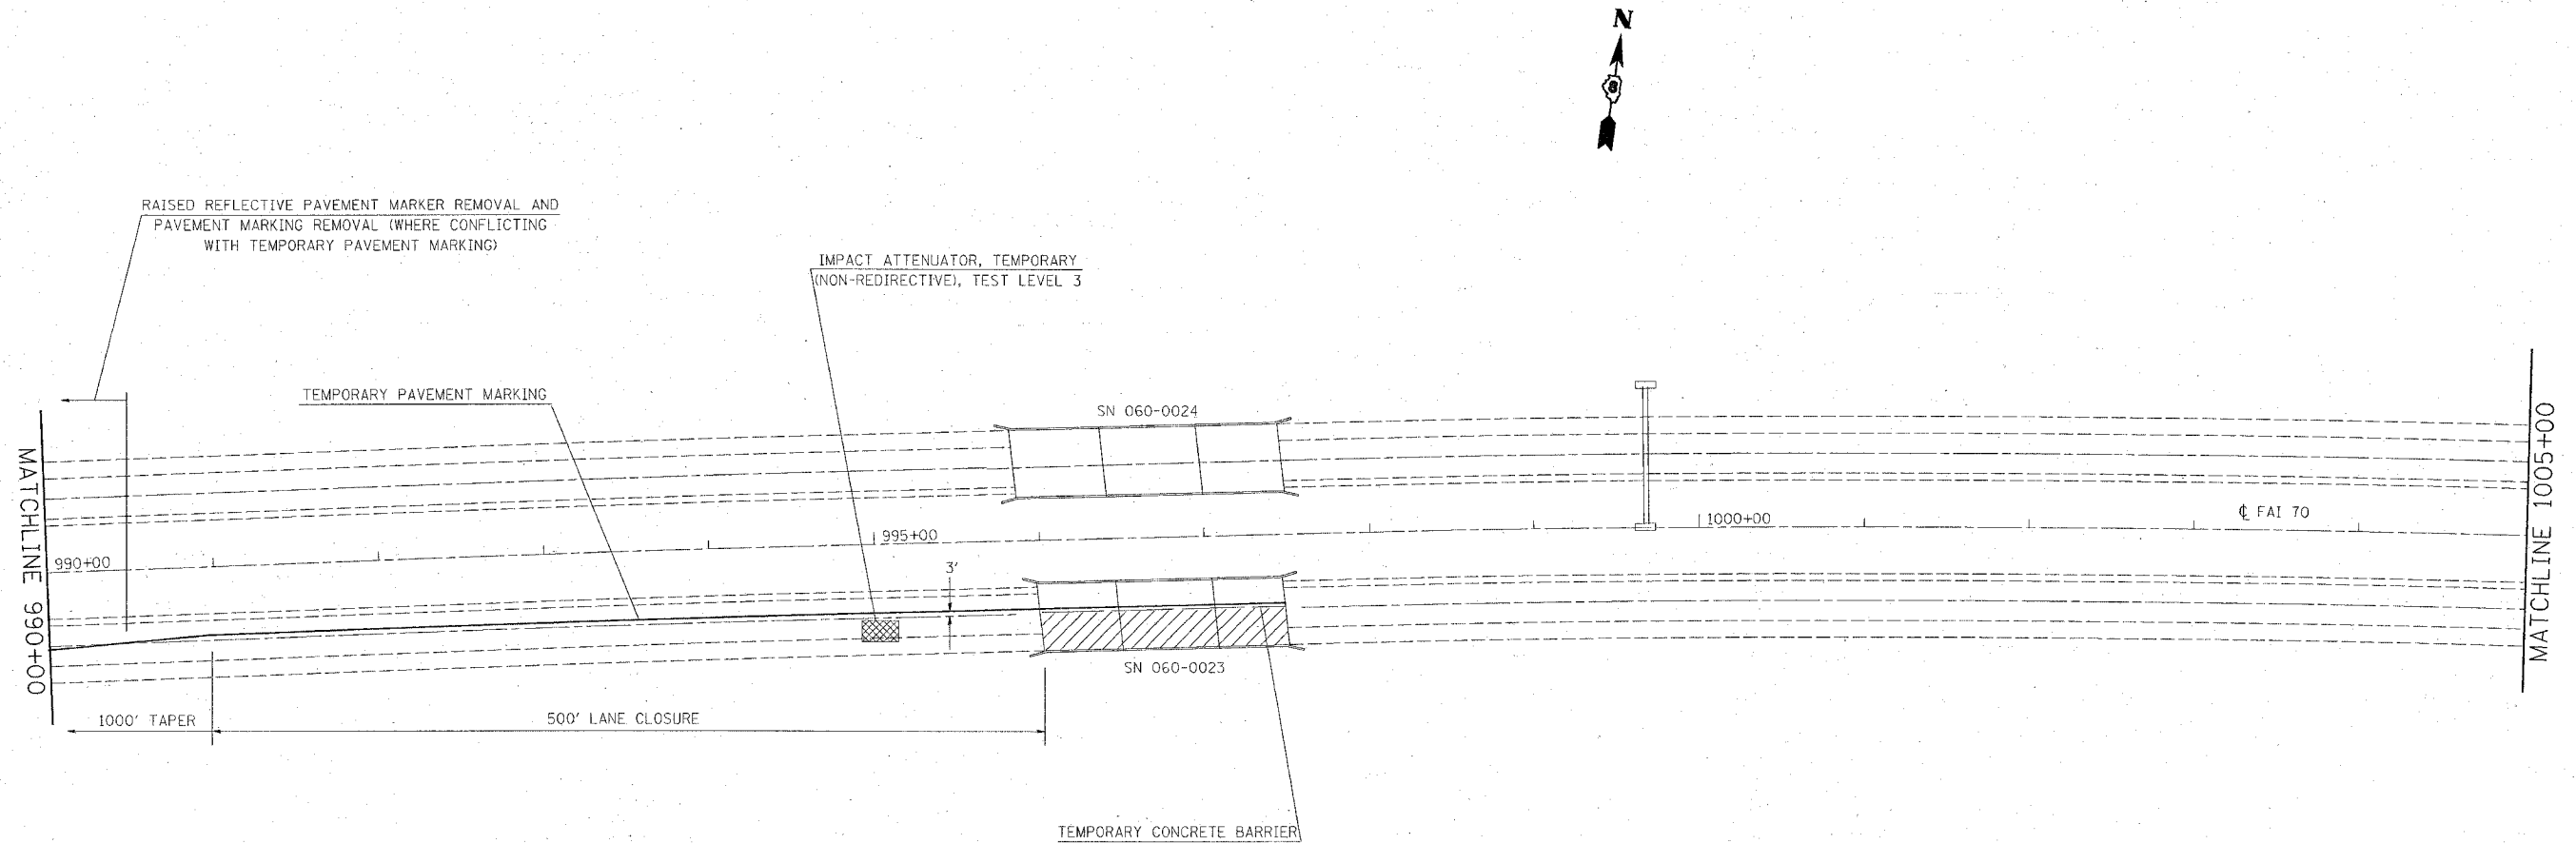 N
RAISED REFLECTIVE PAVEMENT MARKER REMOVAL AND
PAVEMENT MARKING REMOVAL (WHERE CONFLICTING
WITH TEMPORARY PAVEMENT MARKING)
IMPACT ATTENUATOR, TEMPORARY
(NON-REDIRECTIVE), TEST LEVEL 3
TEMPORARY PAVEMENT MARKING
SN 060-0024
MATCHLINE 990+00
990+00
995+00
1000+00
℄ FAI 70
MATCHLINE 1005+00
3'
SN 060-0023
1000' TAPER
500' LANE CLOSURE
TEMPORARY CONCRETE BARRIER